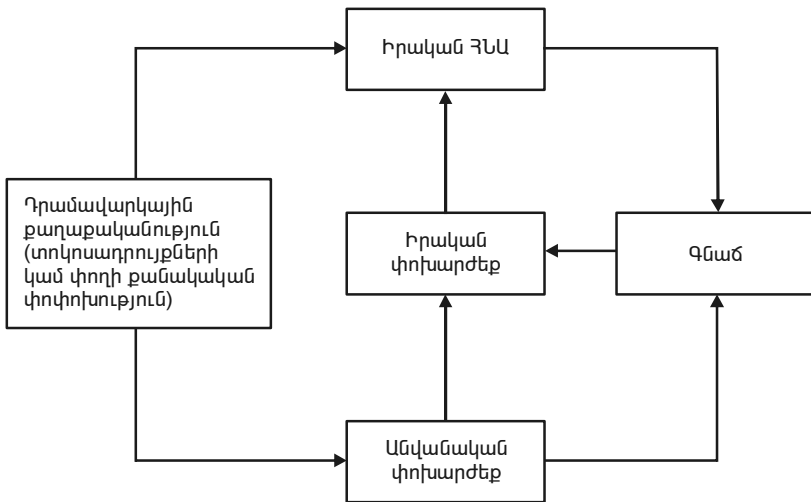 Իրական ՀՆԱ
Դրամավարկային
քաղաքականություն
(տոկոսադրույքների
կամ փողի քանակական
փոփոխություն)
Իրական
փոխարժեք
Գնաճ
Անվանական
փոխարժեք